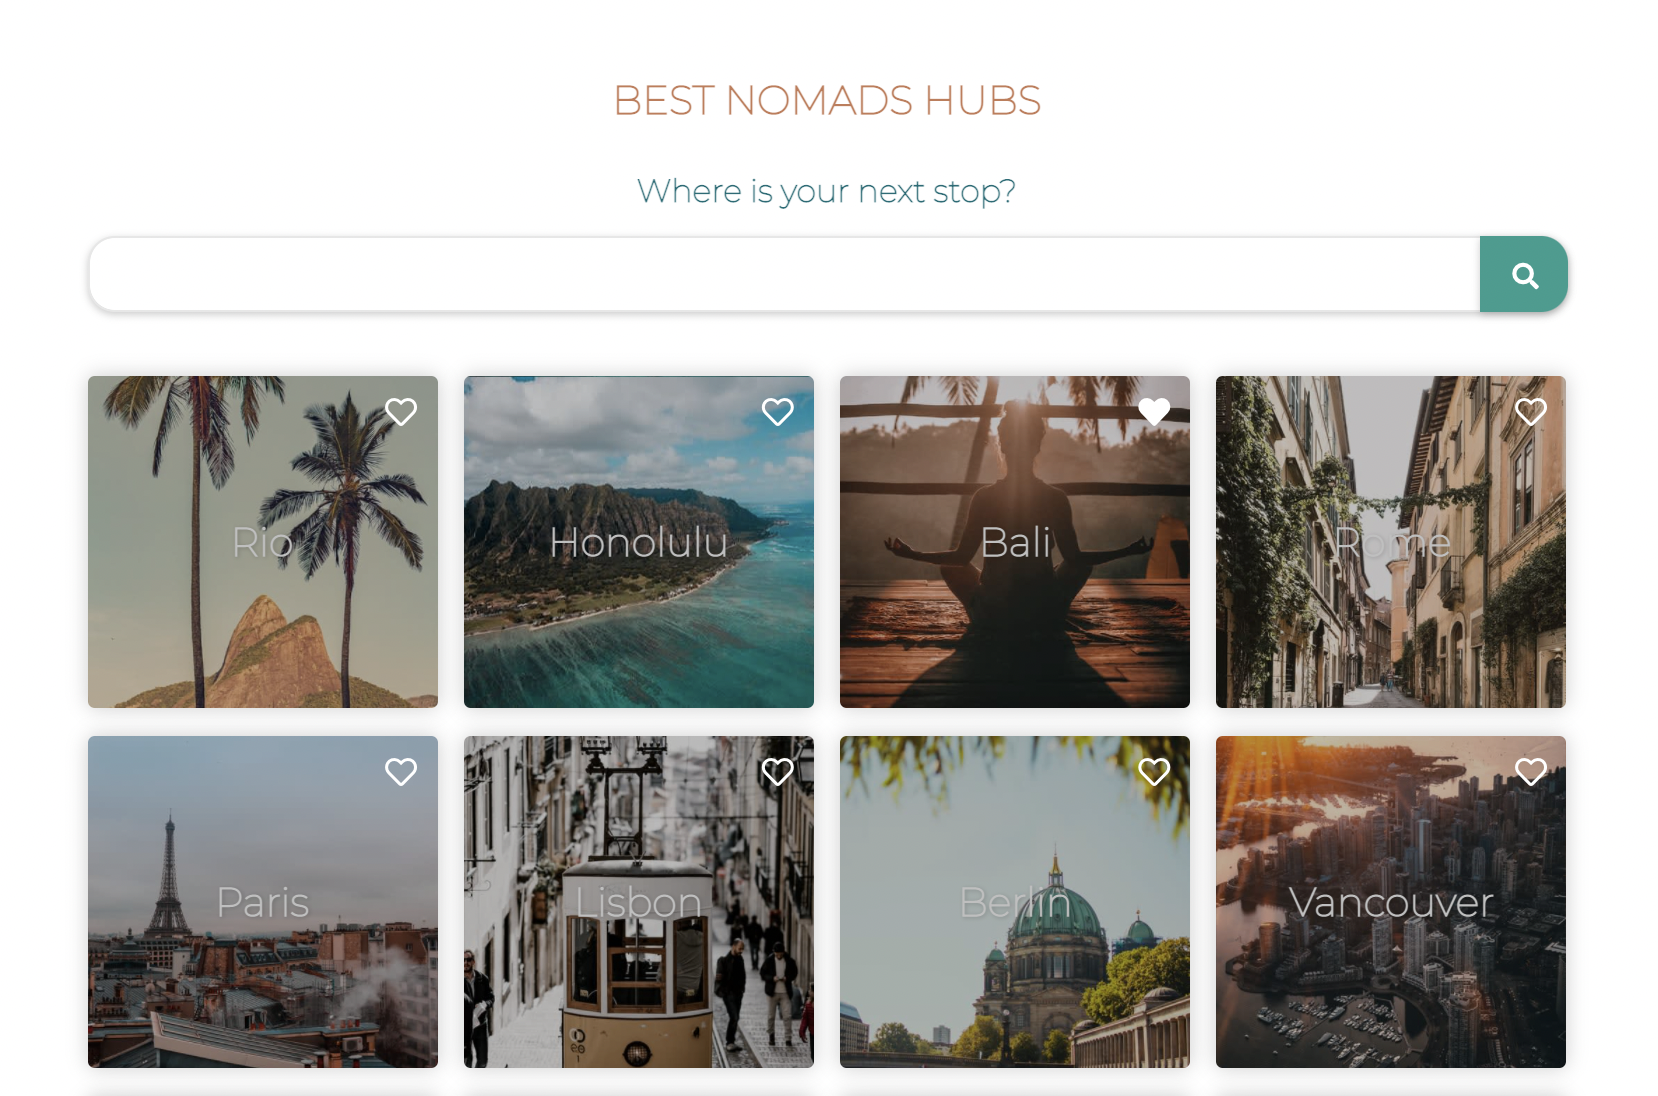 BEST NOMADS HUBS
Where is your next stop?
Rio
Honolulu
Bali
Rome
Paris
Lisbon
Berlin
Vancouver